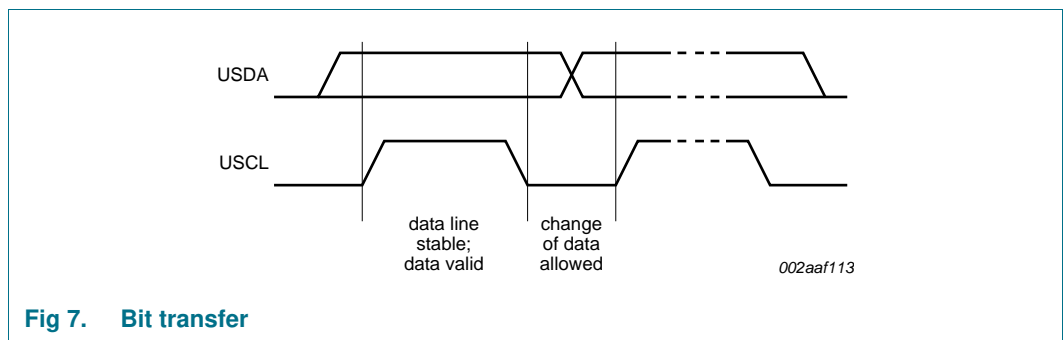 USDA
USCL
data line
stable;
data valid
change
of data
allowed
002aaf113
Fig 7. Bit transfer